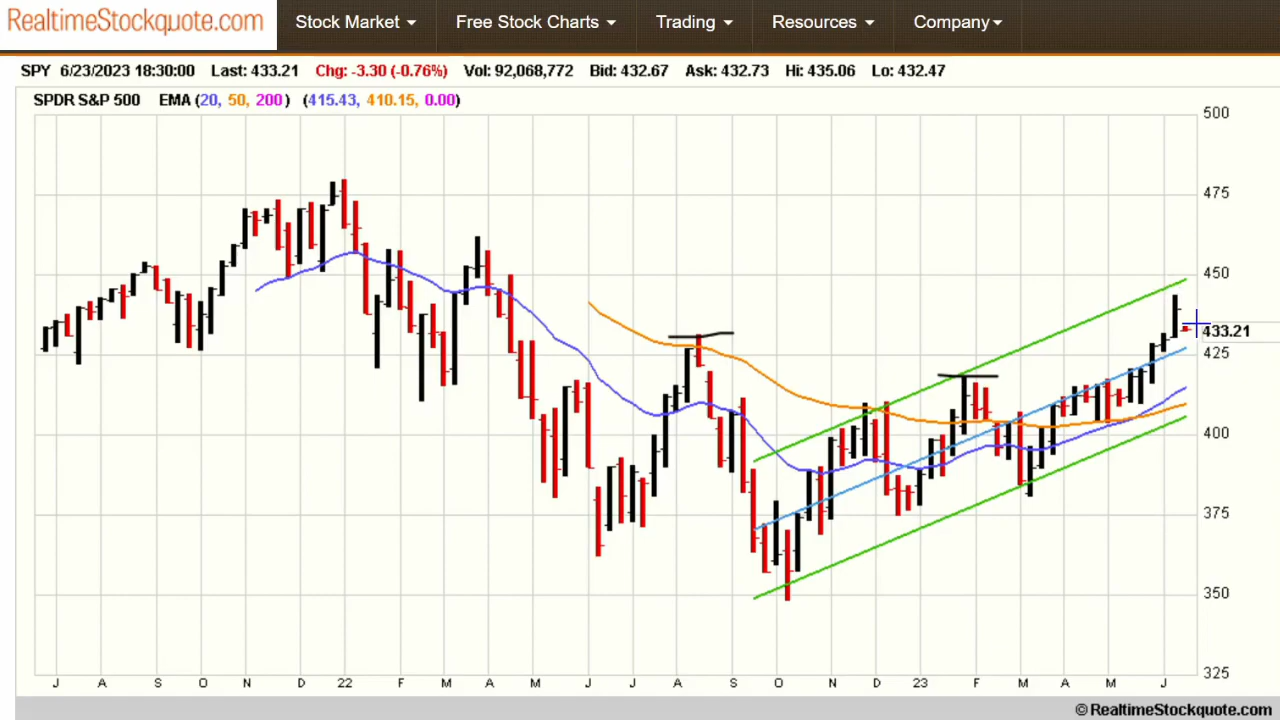 RealtimeStockquote.com Stock Market Free Stock Charts Trading Resources Company
SPY 6/23/2023 18:30:00 Last: 433.21 Chg: -3.30 (-0.76%) Vol: 92,068,772 Bid: 432.67 Ask: 432.73 Hi: 435.06 Lo: 432.47
SPDR S&P 500 EMA (20, 50, 200) (415.43, 410.15, 0.00)
500
475
450
433.21
425
400
375
350
325
J A S O N D 22 F M A M J J A S O N D 23 F M A M J
©RealtimeStockquote.com